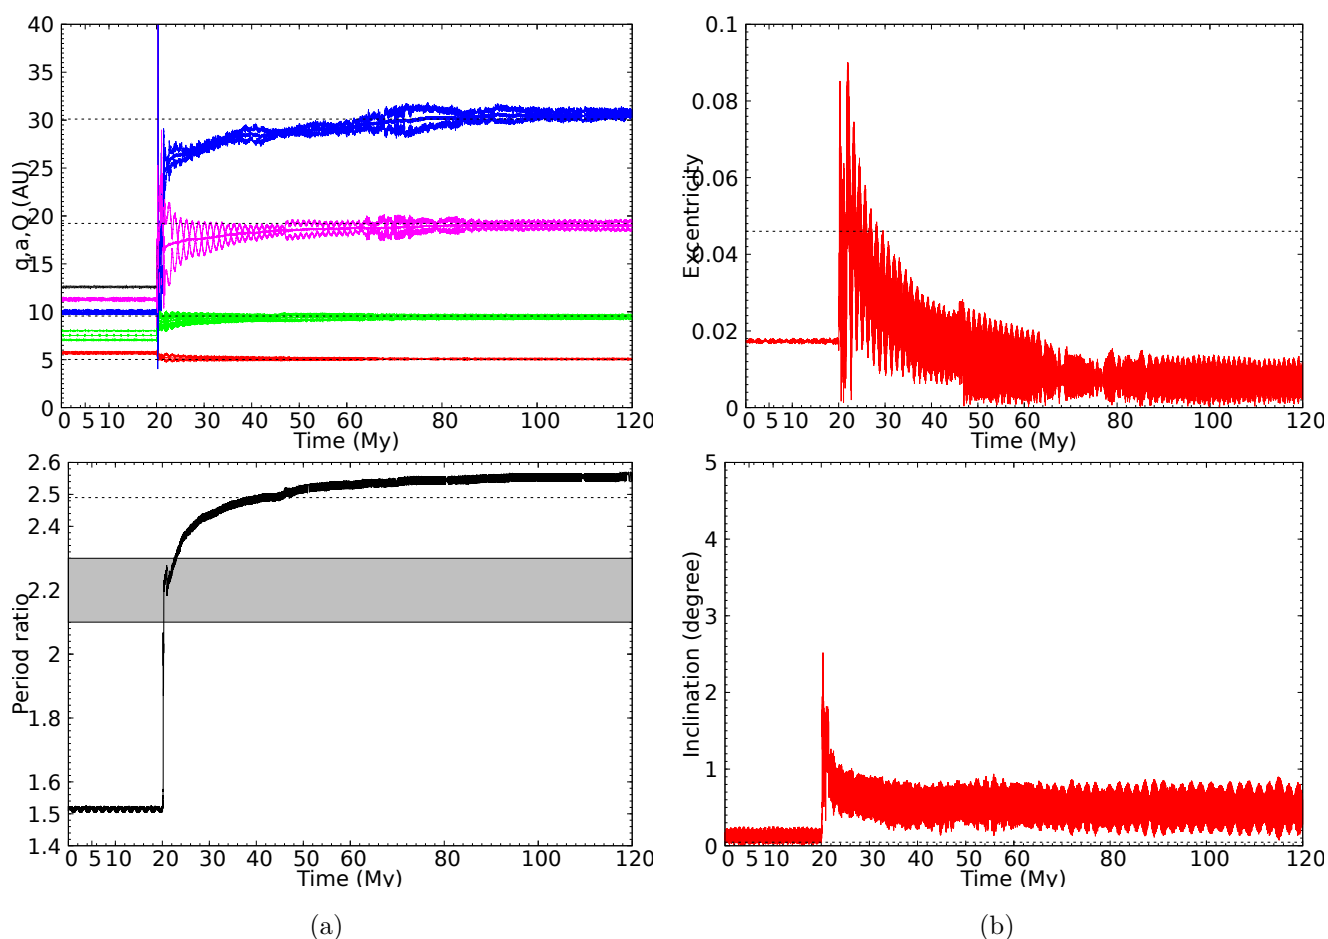 40
35
30
25
20
15
10
5
0
q,a,Q (AU)
0 5 10 20 30 40 50 60 70 80 100 120
Time (My)
0.1
0.08
0.06
0.04
0.02
0
Excentricity
0 5 10 20 30 40 50 60 80 100 120
Time (My)
2.6
2.5
2.4
2.2
2
1.8
1.6
1.5
1.4
Period ratio
0 5 10 20 30 40 50 60 80 100 120
Time (My)
5
4
3
2
1
0
Inclination (degree)
0 5 10 20 30 40 50 60 80 100 120
Time (My)
(a)
(b)